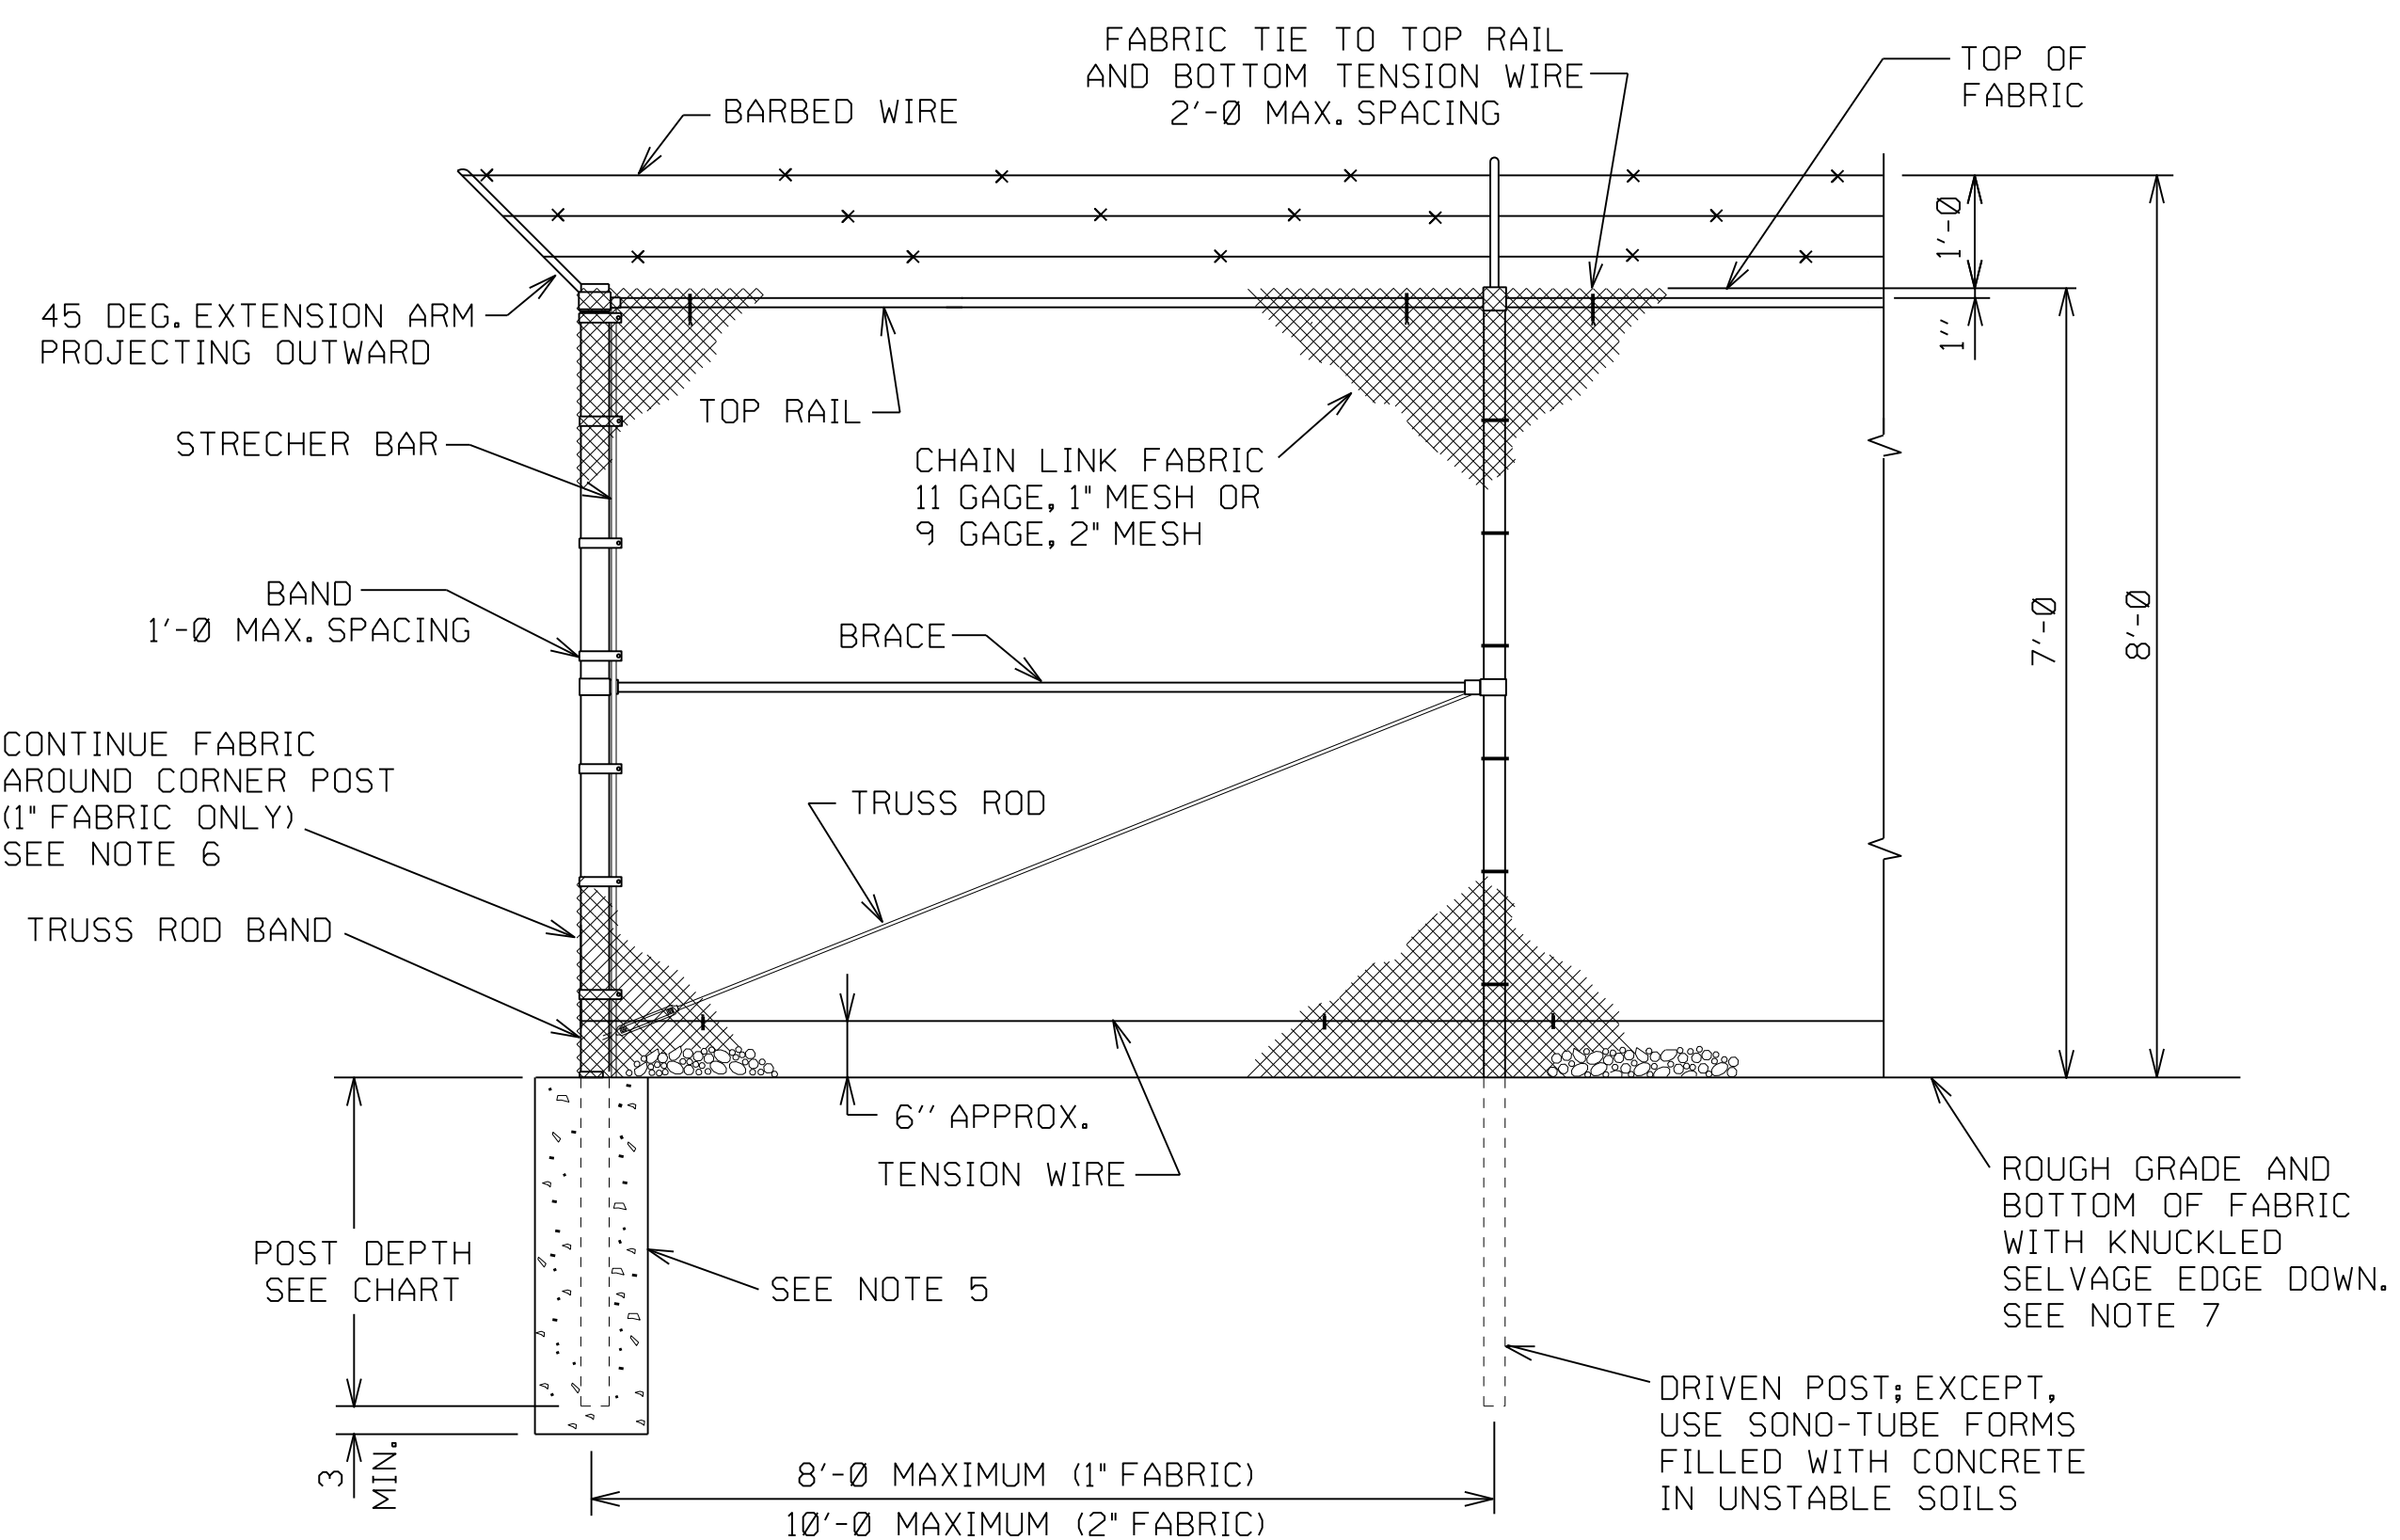 FABRIC TIE TO TOP RAIL
AND BOTTOM TENSION WIRE
2'-0 MAX. SPACING
TOP OF
FABRIC
BARBED WIRE
1'-0
45 DEG. EXTENSION ARM
PROJECTING OUTWARD
1''
TOP RAIL
STRECHER BAR
CHAIN LINK FABRIC
11 GAGE, 1" MESH OR
9 GAGE, 2" MESH
BAND
1'-0 MAX. SPACING
BRACE
7'-0
8'-0
CONTINUE FABRIC
AROUND CORNER POST
(1" FABRIC ONLY)
SEE NOTE 6
TRUSS ROD
TRUSS ROD BAND
6'' APPROX.
TENSION WIRE
ROUGH GRADE AND
BOTTOM OF FABRIC
WITH KNUCKLED
SELVAGE EDGE DOWN.
SEE NOTE 7
POST DEPTH
SEE CHART
SEE NOTE 5
DRIVEN POST; EXCEPT,
USE SONO-TUBE FORMS
FILLED WITH CONCRETE
IN UNSTABLE SOILS
3
MIN.
8'-0 MAXIMUM (1" FABRIC)
10'-0 MAXIMUM (2" FABRIC)